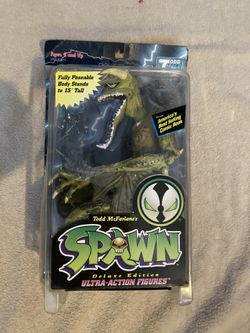 Ages 5 and Up
Fully Poseable
Body Stands
to 15" Tall
America's
Best Selling
Comic Book
Todd McFarlane's
SPAWN
Deluxe Edition
ULTRA-ACTION FIGURES